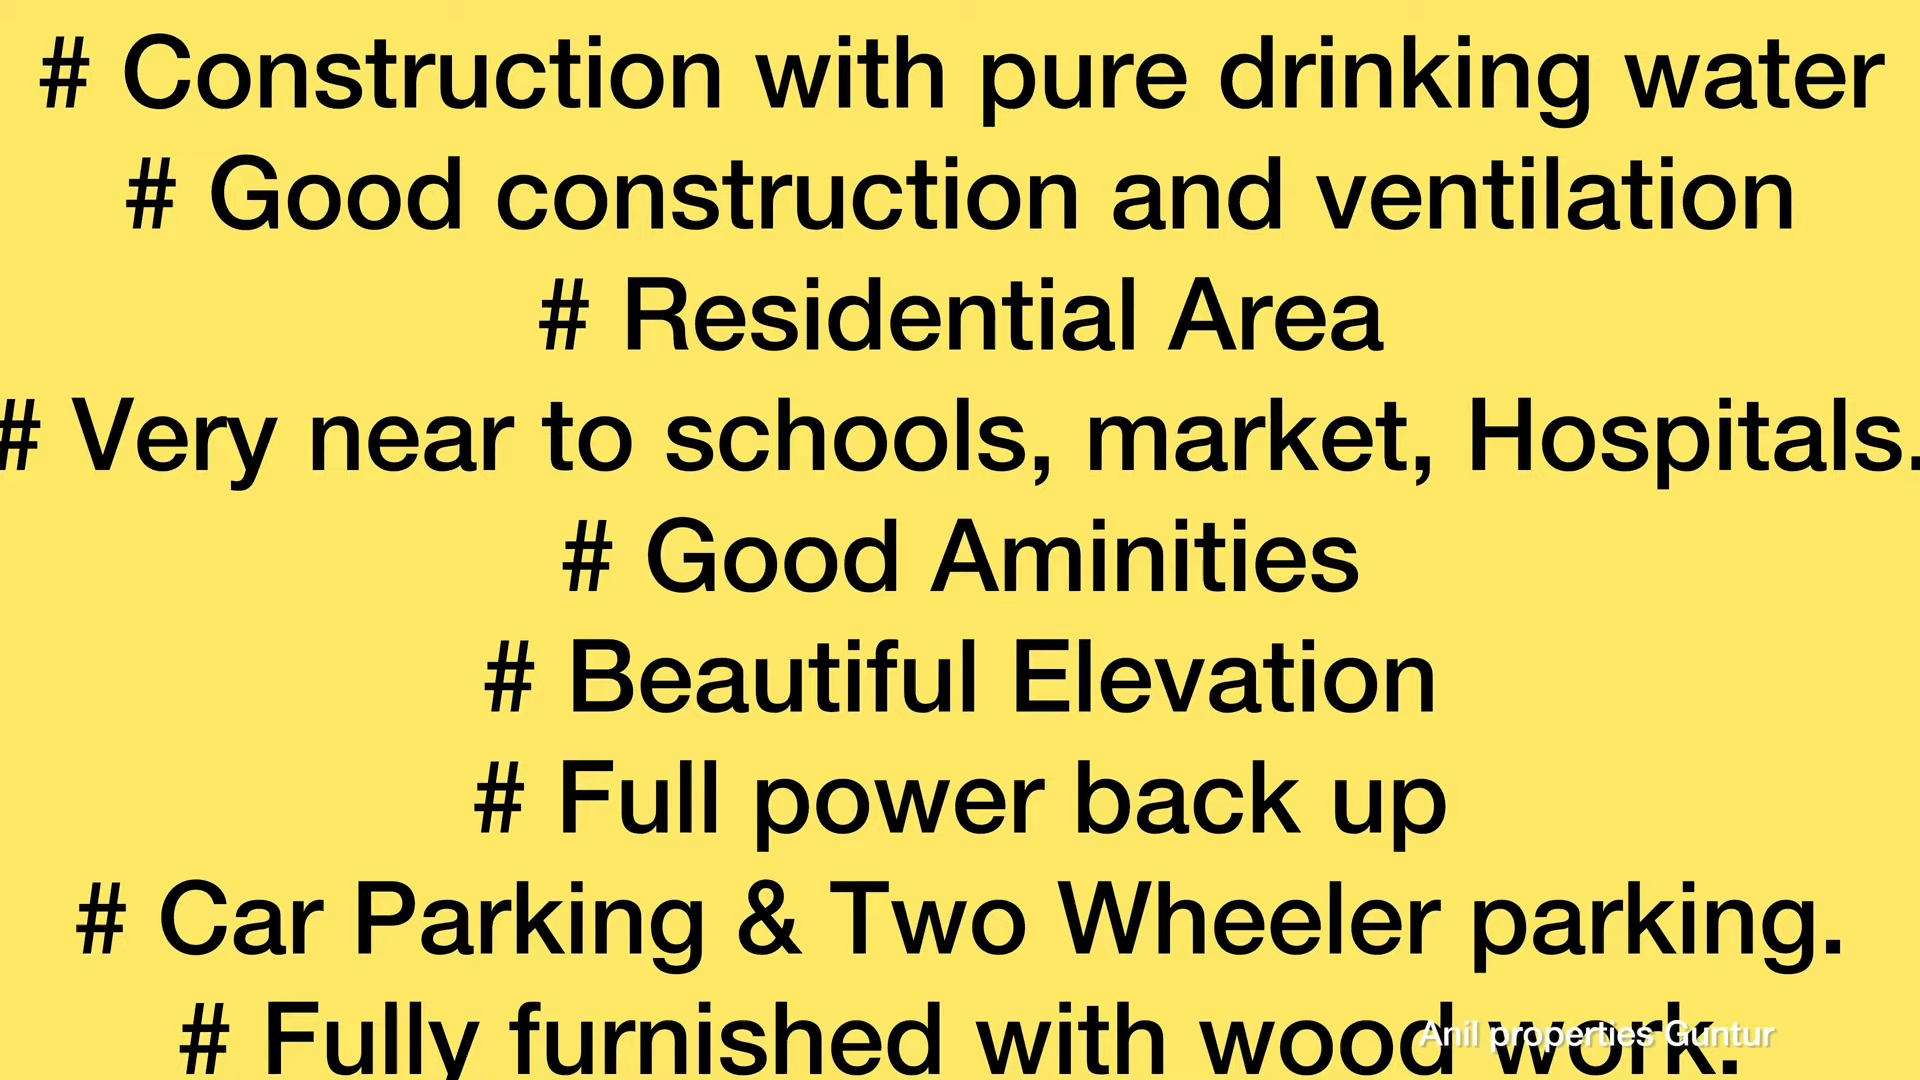 # Construction with pure drinking water
# Good construction and ventilation
# Residential Area
# Very near to schools, market, Hospitals.
# Good Aminities
# Beautiful Elevation
# Full power back up
# Car Parking & Two Wheeler parking.
# Fully furnished with wood work.
Anil properties Guntur